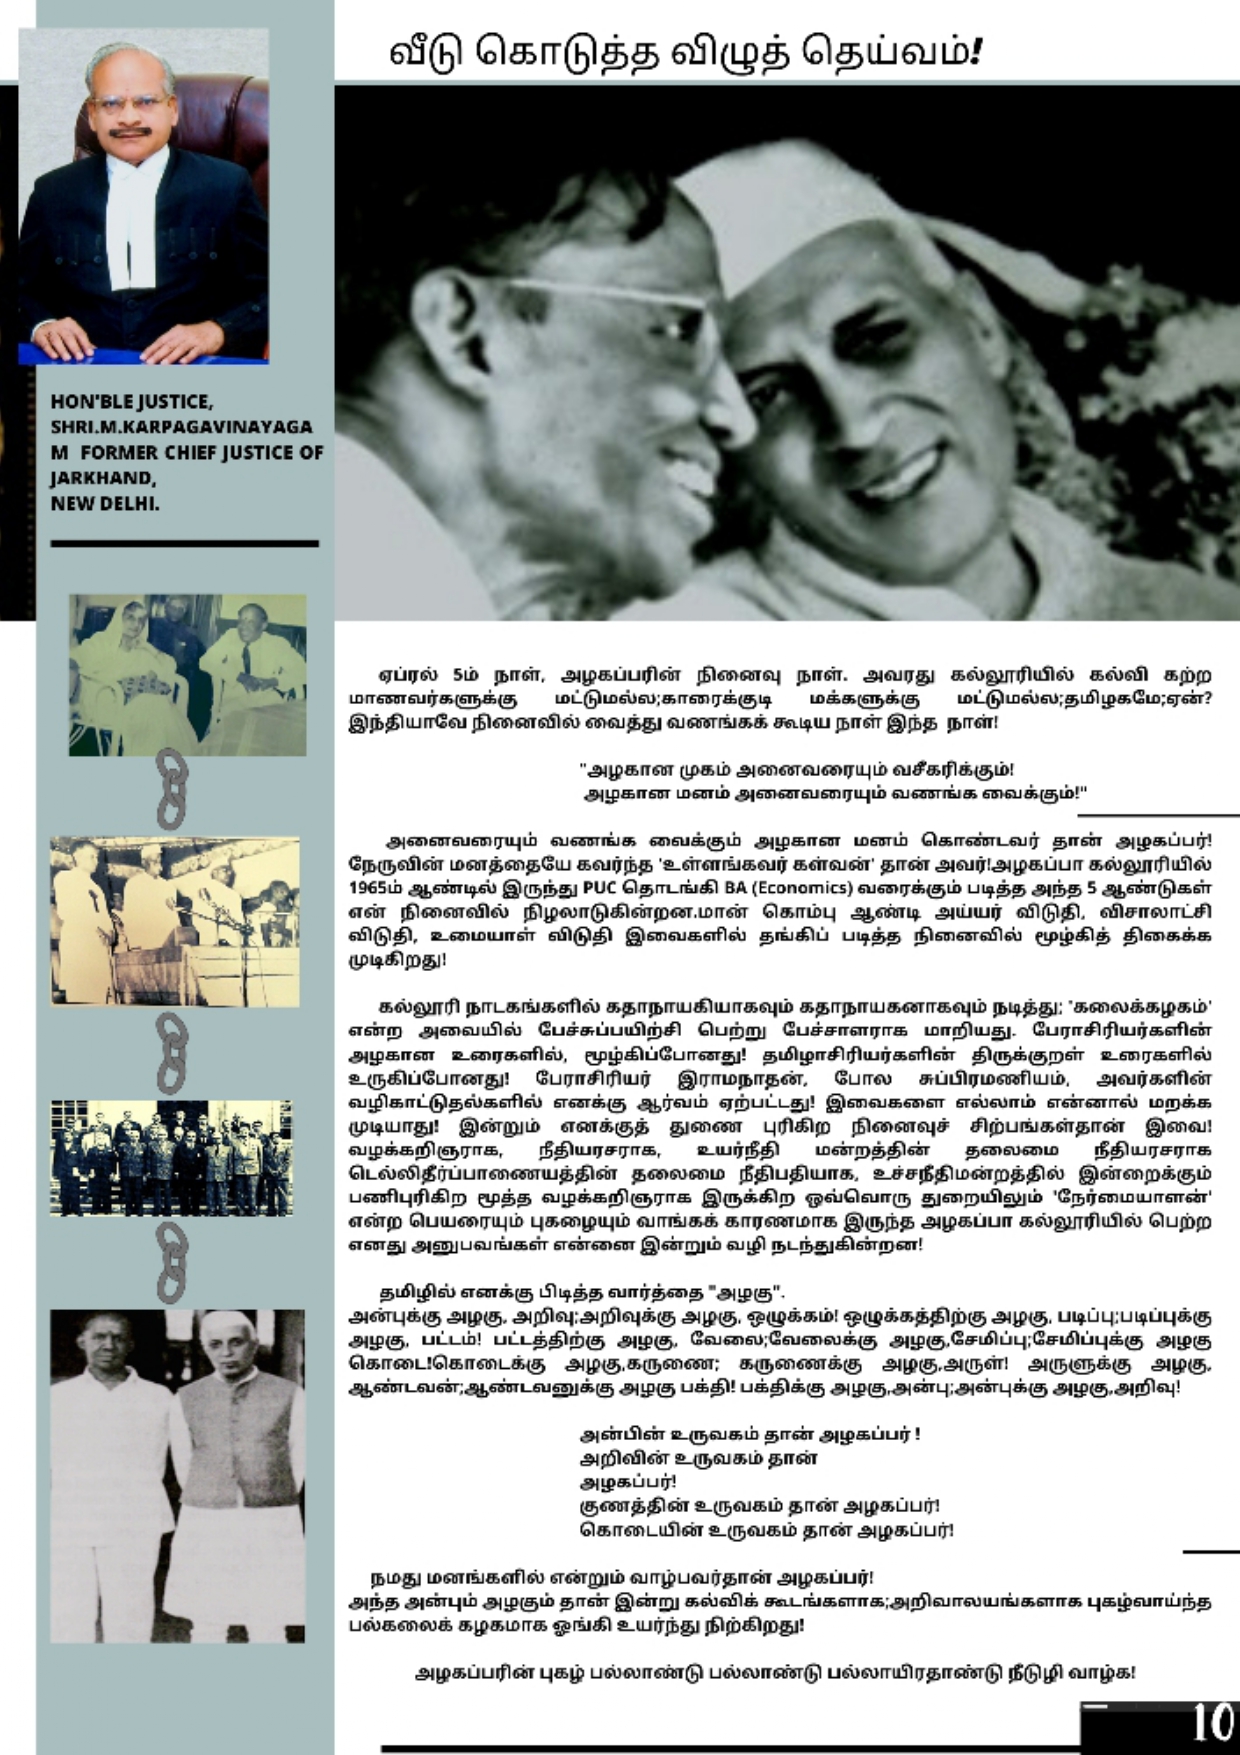 வீடு கொடுத்த விழுத் தெய்வம்!
HON'BLE JUSTICE,
SHRI.M.KARPAGAVINAYAGA
M FORMER CHIEF JUSTICE OF
JARKHAND,
NEW DELHI.
ஏப்ரல் 5ம் நாள், அழகப்பரின் நினைவு நாள். அவரது கல்லூரியில் கல்வி கற்ற
மாணவர்களுக்கு மட்டுமல்ல;காரைக்குடி மக்களுக்கு மட்டுமல்ல;தமிழகமே;ஏன்?
இந்தியாவே நினைவில் வைத்து வணங்கக் கூடிய நாள் இந்த நாள்!
"அழகான முகம் அனைவரையும் வசீகரிக்கும்!
அழகான மனம் அனைவரையும் வணங்க வைக்கும்!"
அனைவரையும் வணங்க வைக்கும் அழகான மனம் கொண்டவர் தான் அழகப்பர்!
நேருவின் மனத்தையே கவர்ந்த 'உள்ளங்கவர் கள்வன்' தான் அவர்!அழகப்பா கல்லூரியில்
1965ம் ஆண்டில் இருந்து PUC தொடங்கி BA (Economics) வரைக்கும் படித்த அந்த 5 ஆண்டுகள்
என் நினைவில் நிழலாடுகின்றன.மான் கொம்பு ஆண்டி அய்யர் விடுதி, விசாலாட்சி
விடுதி, உமையாள் விடுதி இவைகளில் தங்கிப் படித்த நினைவில் மூழ்கித் திகைக்க
முடிகிறது!
கல்லூரி நாடகங்களில் கதாநாயகியாகவும் கதாநாயகனாகவும் நடித்து; 'கலைக்கழகம்'
என்ற அவையில் பேச்சுப்பயிற்சி பெற்று பேச்சாளராக மாறியது. பேராசிரியர்களின்
அழகான உரைகளில், மூழ்கிப்போனது! தமிழாசிரியர்களின் திருக்குறள் உரைகளில்
உருகிப்போனது! பேராசிரியர் இராமநாதன், போல சுப்பிரமணியம், அவர்களின்
வழிகாட்டுதல்களில் எனக்கு ஆர்வம் ஏற்பட்டது! இவைகளை எல்லாம் என்னால் மறக்க
முடியாது! இன்றும் எனக்குத் துணை புரிகிற நினைவுச் சிற்பங்கள்தான் இவை!
வழக்கறிஞராக, நீதியரசராக, உயர்நீதி மன்றத்தின் தலைமை நீதியரசராக
டெல்லிதீர்ப்பாணையத்தின் தலைமை நீதிபதியாக, உச்சநீதிமன்றத்தில் இன்றைக்கும்
பணிபுரிகிற மூத்த வழக்கறிஞராக இருக்கிற ஒவ்வொரு துறையிலும் 'நேர்மையாளன்'
என்ற பெயரையும் புகழையும் வாங்கக் காரணமாக இருந்த அழகப்பா கல்லூரியில் பெற்ற
எனது அனுபவங்கள் என்னை இன்றும் வழி நடந்துகின்றன!
தமிழில் எனக்கு பிடித்த வார்த்தை "அழகு".
அன்புக்கு அழகு, அறிவு;அறிவுக்கு அழகு, ஒழுக்கம்! ஒழுக்கத்திற்கு அழகு, படிப்பு;படிப்புக்கு
அழகு, பட்டம்! பட்டத்திற்கு அழகு, வேலை;வேலைக்கு அழகு,சேமிப்பு;சேமிப்புக்கு அழகு
கொடை!கொடைக்கு அழகு,கருணை; கருணைக்கு அழகு,அருள்! அருளுக்கு அழகு,
ஆண்டவன்;ஆண்டவனுக்கு அழகு பக்தி! பக்திக்கு அழகு,அன்பு;அன்புக்கு அழகு,அறிவு!
அன்பின் உருவகம் தான் அழகப்பர் !
அறிவின் உருவகம் தான்
அழகப்பர்!
குணத்தின் உருவகம் தான் அழகப்பர்!
கொடையின் உருவகம் தான் அழகப்பர்!
நமது மனங்களில் என்றும் வாழ்பவர்தான் அழகப்பர்!
அந்த அன்பும் அழகும் தான் இன்று கல்விக் கூடங்களாக;அறிவாலயங்களாக புகழ்வாய்ந்த
பல்கலைக் கழகமாக ஓங்கி உயர்ந்து நிற்கிறது!
அழகப்பரின் புகழ் பல்லாண்டு பல்லாண்டு பல்லாயிரதாண்டு நீடுழி வாழ்க!
10